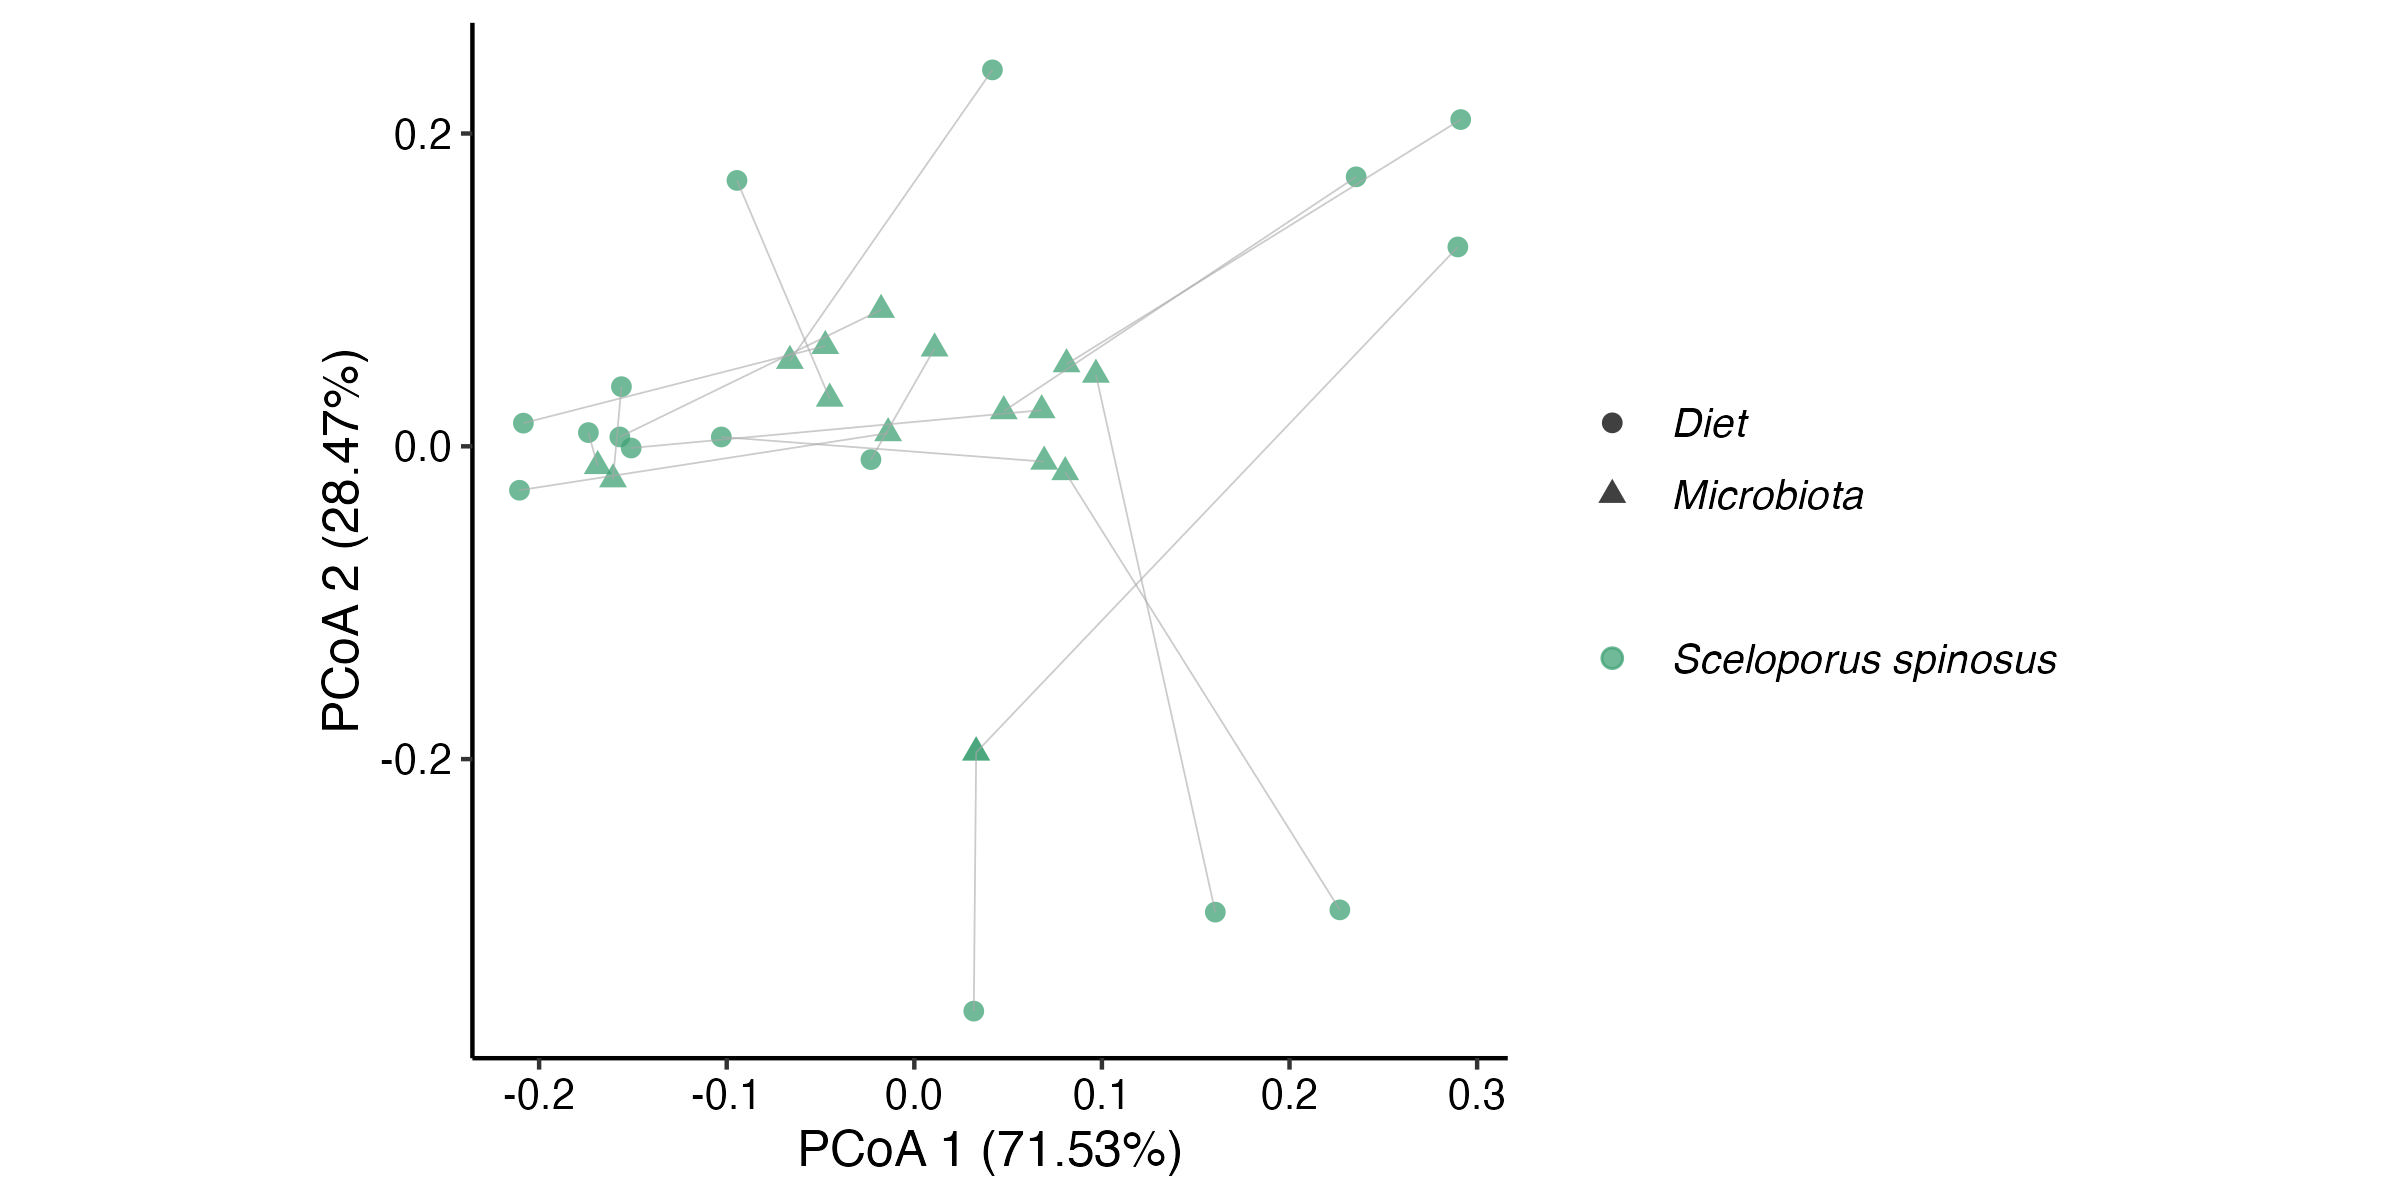 PCoA 2 (28.47%)
0.2
0.0
-0.2
-0.2 -0.1 0.0 0.1 0.2 0.3
PCoA 1 (71.53%)
Diet
Microbiota
Sceloporus spinosus